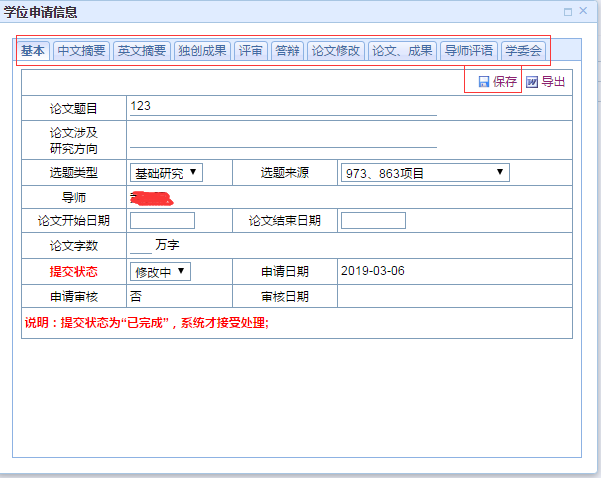 学位申请信息
基本 中文摘要 英文摘要 独创成果 评审 答辩 论文修改 论文、成果 导师评语 学委会
保存 导出
论文题目 123
论文涉及
研究方向
选题类型 基础研究 选题来源 973、863项目
导师
论文开始日期 论文结束日期
论文字数 万字
提交状态 修改中 申请日期 2019-03-06
申请审核 否 审核日期
说明：提交状态为“已完成”，系统才接受处理;